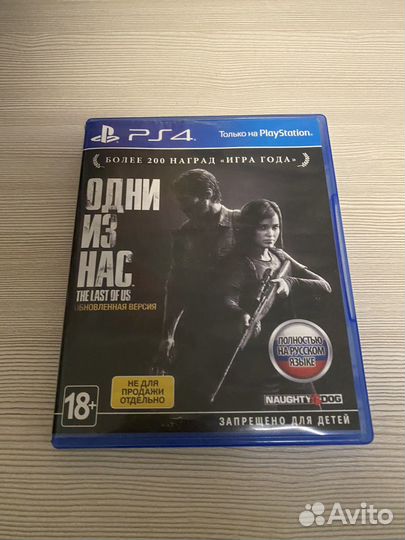 PS4
Только на PlayStation.
БОЛЕЕ 200 НАГРАД «ИГРА ГОДА»
ОДНИ
ИЗ
НАС
THE LAST OF US
ОБНОВЛЕННАЯ ВЕРСИЯ
ПОЛНОСТЬЮ
НА РУССКОМ
ЯЗЫКЕ
НЕ ДЛЯ
ПРОДАЖИ
ОТДЕЛЬНО
18+
NAUGHTY DOG
ЗАПРЕЩЕНО ДЛЯ ДЕТЕЙ
Avito